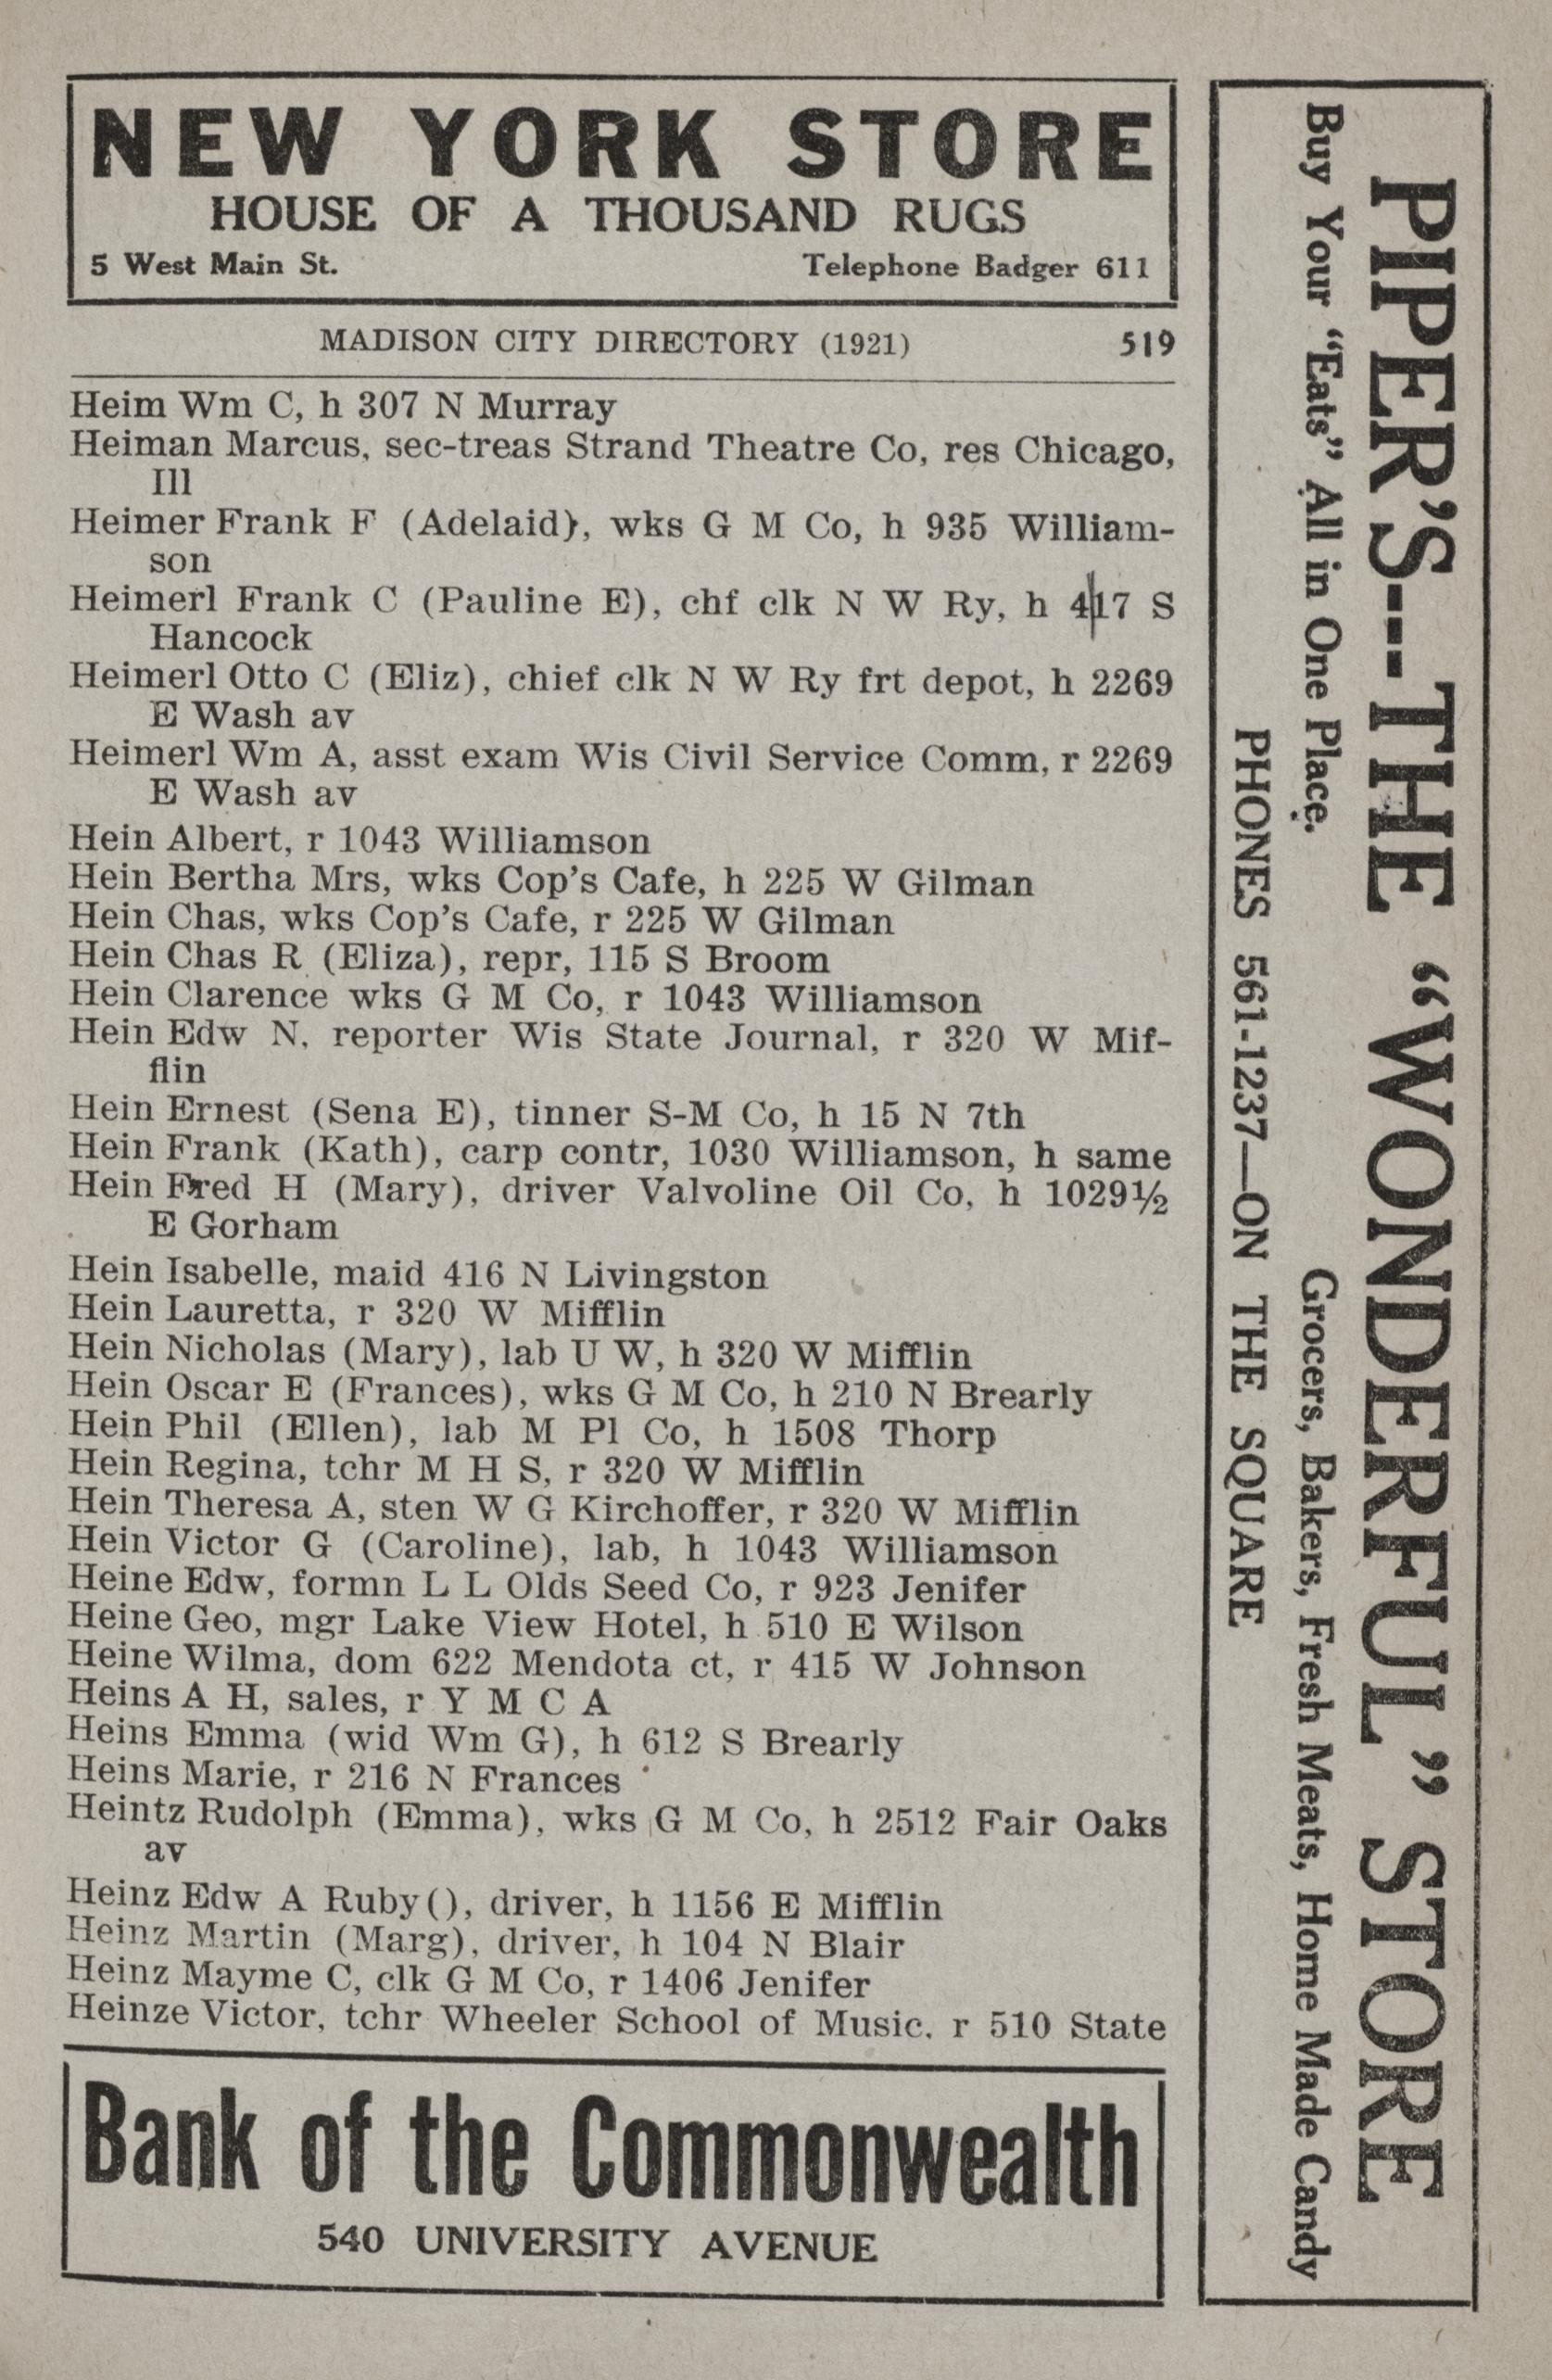 NEW YORK STORE
HOUSE OF A THOUSAND RUGS
5 West Main St. Telephone Badger 611
MADISON CITY DIRECTORY (1921) 519
Heim Wm C, h 307 N Murray
Heiman Marcus, sec-treas Strand Theatre Co, res Chicago,
Ill
Heimer Frank F (Adelaid), wks G M Co, h 935 William-
son
Heimerl Frank C (Pauline E), chf clk N W Ry, h 417 S
Hancock
Heimerl Otto C (Eliz), chief clk N W Ry frt depot, h 2269
E Wash av
Heimerl Wm A, asst exam Wis Civil Service Comm, r 2269
E Wash av
Hein Albert, r 1043 Williamson
Hein Bertha Mrs, wks Cop's Cafe, h 225 W Gilman
Hein Chas, wks Cop's Cafe, r 225 W Gilman
Hein Chas R (Eliza), repr, 115 S Broom
Hein Clarence wks G M Co, r 1043 Williamson
Hein Edw N, reporter Wis State Journal, r 320 W Mif-
flin
Hein Ernest (Sena E), tinner S-M Co, h 15 N 7th
Hein Frank (Kath), carp contr, 1030 Williamson, h same
Hein Fred H (Mary), driver Valvoline Oil Co, h 1029½
E Gorham
Hein Isabelle, maid 416 N Livingston
Hein Lauretta, r 320 W Mifflin
Hein Nicholas (Mary), lab U W, h 320 W Mifflin
Hein Oscar E (Frances), wks G M Co, h 210 N Brearly
Hein Phil (Ellen), lab M Pl Co, h 1508 Thorp
Hein Regina, tchr M H S, r 320 W Mifflin
Hein Theresa A, sten W G Kirchoffer, r 320 W Mifflin
Hein Victor G (Caroline), lab, h 1043 Williamson
Heine Edw, formn L L Olds Seed Co, r 923 Jenifer
Heine Geo, mgr Lake View Hotel, h 510 E Wilson
Heine Wilma, dom 622 Mendota ct, r 415 W Johnson
Heins A H, sales, r Y M C A
Heins Emma (wid Wm G), h 612 S Brearly
Heins Marie, r 216 N Frances
Heintz Rudolph (Emma), wks G M Co, h 2512 Fair Oaks
av
Heinz Edw A Ruby(), driver, h 1156 E Mifflin
Heinz Martin (Marg), driver, h 104 N Blair
Heinz Mayme C, clk G M Co, r 1406 Jenifer
Heinze Victor, tchr Wheeler School of Music, r 510 State
Bank of the Commonwealth
540 UNIVERSITY AVENUE
PIPER'S---THE "WONDERFUL" STORE
Buy Your "Eats" All in One Place. Grocers, Bakers, Fresh Meats, Home Made Candy
PHONES 561-1237—ON THE SQUARE